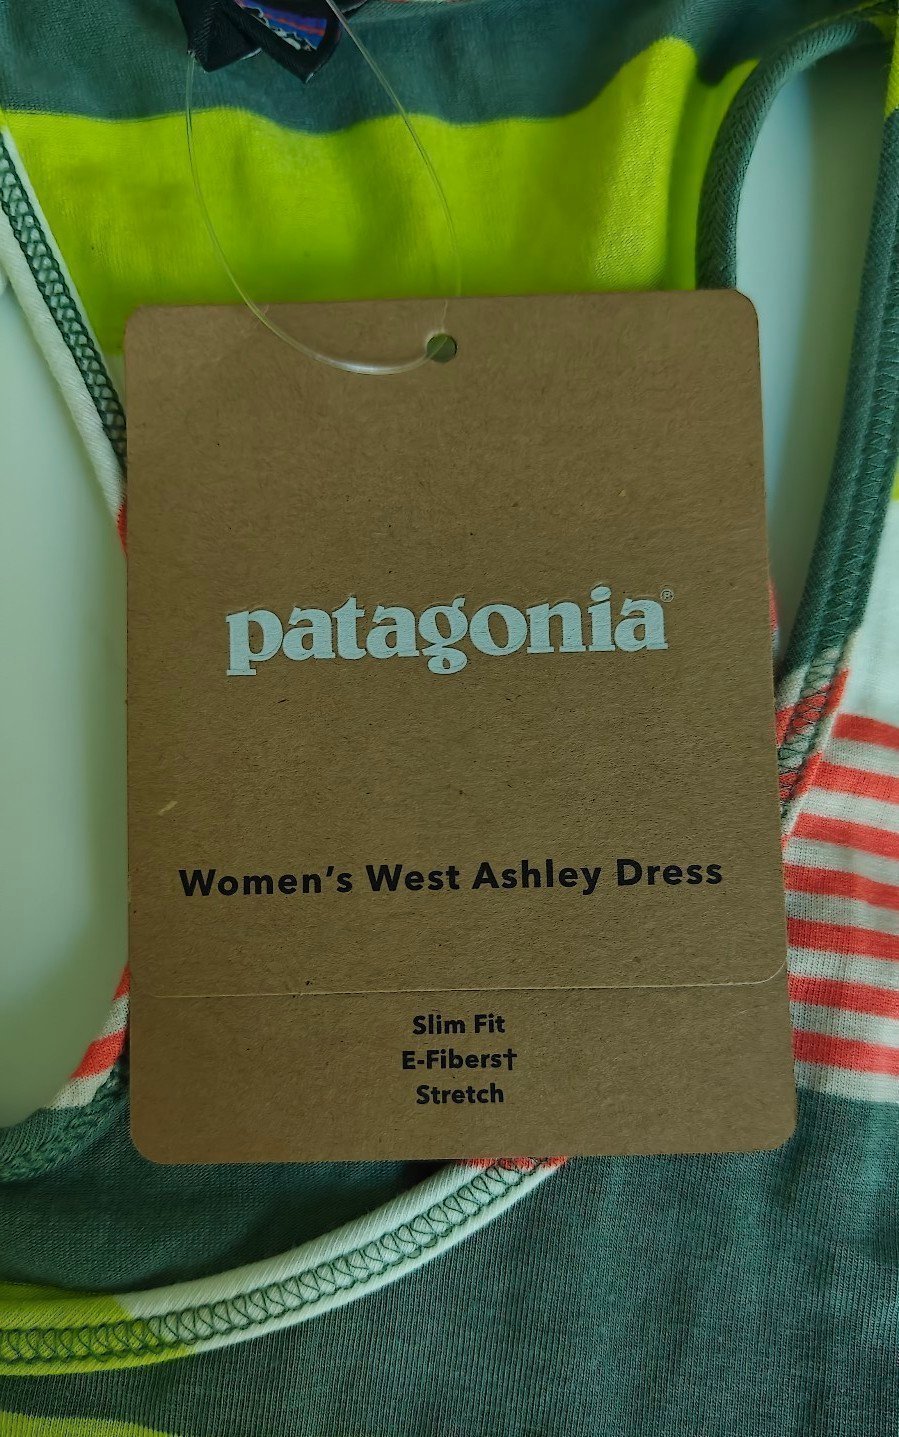 patagonia®
Women's West Ashley Dress
Slim Fit
E-Fibers†
Stretch